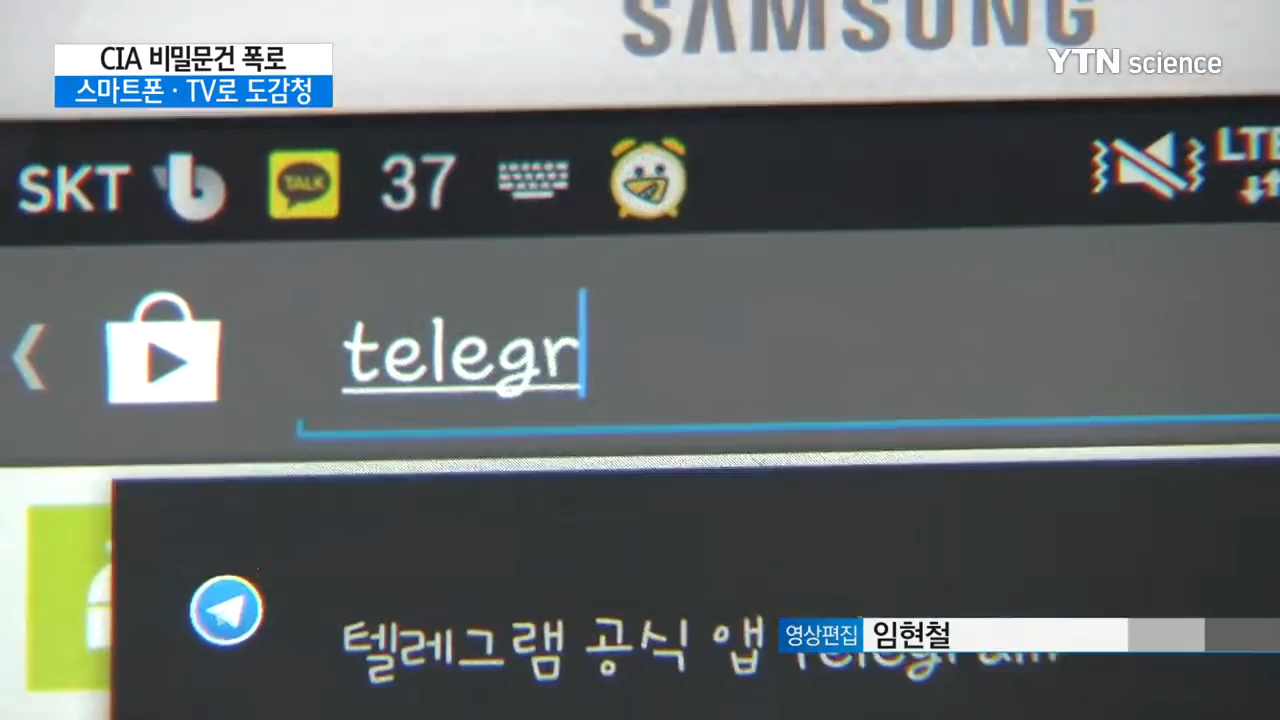 SAMSUNG
CIA 비밀문건 폭로
스마트폰·TV로 도감청
YTN science
SKT
TALK
37
LTE
telegr
텔레그램 공식 앱 Telegram
영상편집 임현철